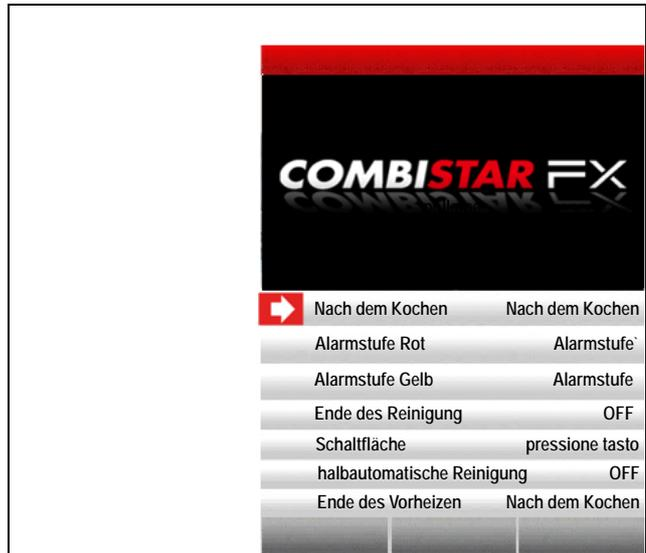 COMBISTAR FX
Nach dem Kochen Nach dem Kochen
Alarmstufe Rot Alarmstufe`
Alarmstufe Gelb Alarmstufe
Ende des Reinigung OFF
Schaltfläche pressione tasto
halbautomatische Reinigung OFF
Ende des Vorheizen Nach dem Kochen